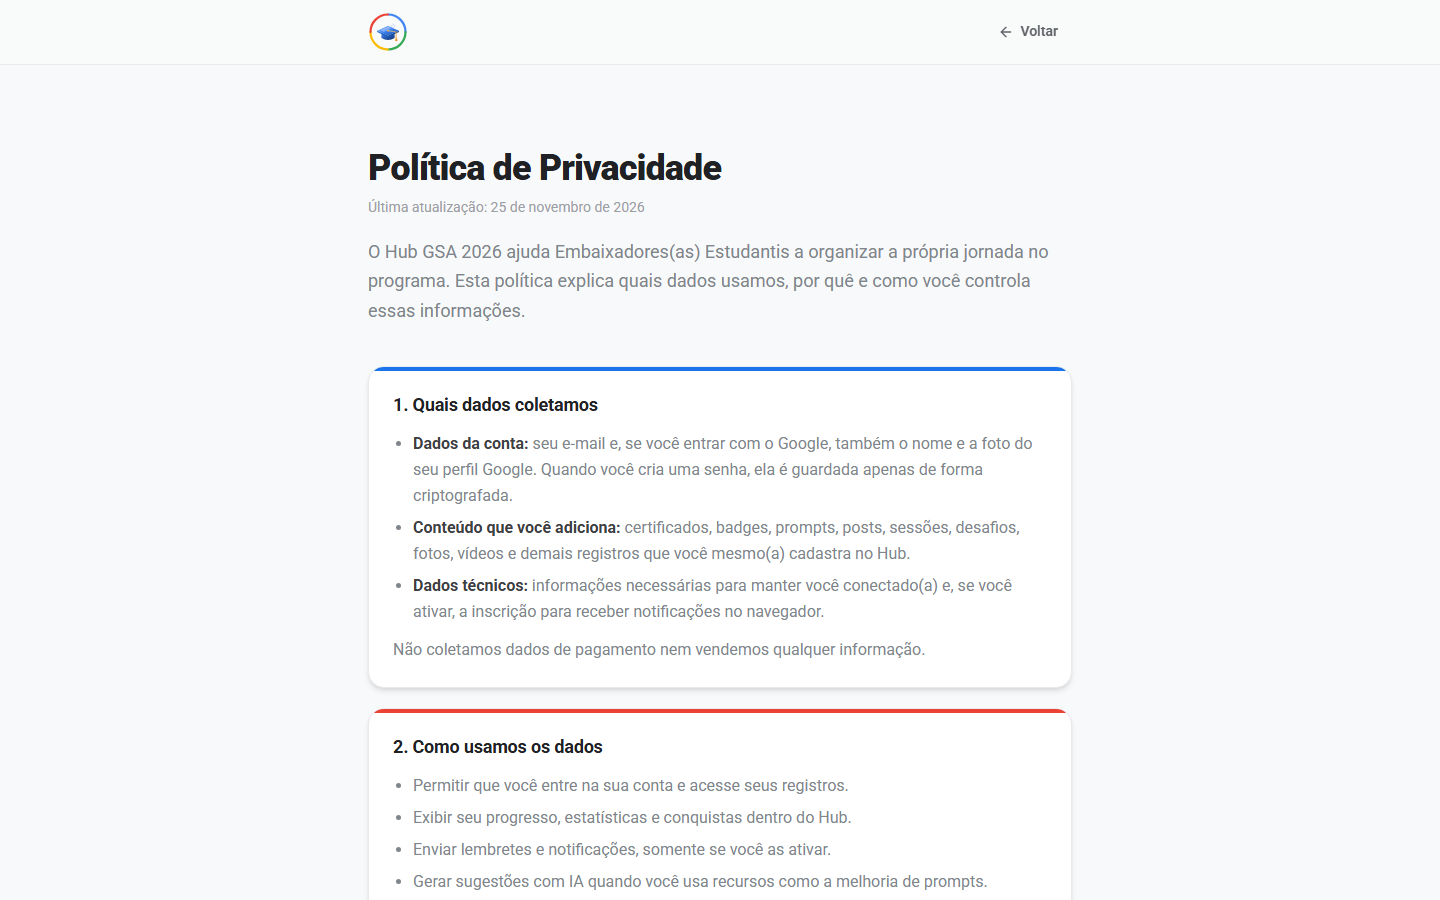 Voltar
Política de Privacidade
Última atualização: 25 de novembro de 2026
O Hub GSA 2026 ajuda Embaixadores(as) Estudantis a organizar a própria jornada no
programa. Esta política explica quais dados usamos, por quê e como você controla
essas informações.
1. Quais dados coletamos
Dados da conta: seu e-mail e, se você entrar com o Google, também o nome e a foto do
seu perfil Google. Quando você cria uma senha, ela é guardada apenas de forma
criptografada.
Conteúdo que você adiciona: certificados, badges, prompts, posts, sessões, desafios,
fotos, vídeos e demais registros que você mesmo(a) cadastra no Hub.
Dados técnicos: informações necessárias para manter você conectado(a) e, se você
ativar, a inscrição para receber notificações no navegador.
Não coletamos dados de pagamento nem vendemos qualquer informação.
2. Como usamos os dados
Permitir que você entre na sua conta e acesse seus registros.
Exibir seu progresso, estatísticas e conquistas dentro do Hub.
Enviar lembretes e notificações, somente se você as ativar.
Gerar sugestões com IA quando você usa recursos como a melhoria de prompts.